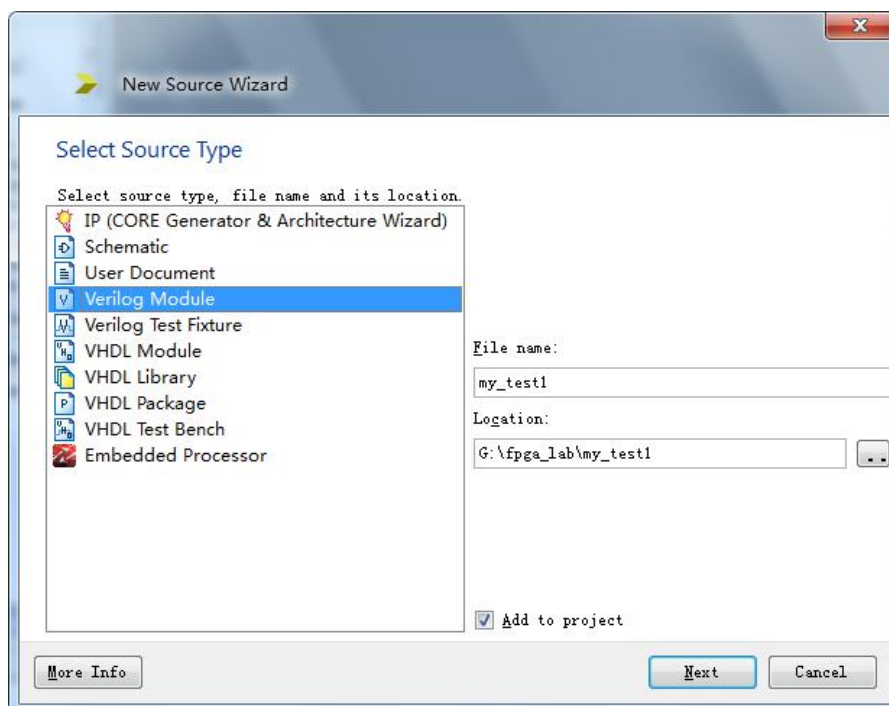 New Source Wizard
Select Source Type
Select source type, file name and its location.
IP (CORE Generator & Architecture Wizard)
Schematic
User Document
Verilog Module
Verilog Test Fixture
VHDL Module
VHDL Library
VHDL Package
VHDL Test Bench
Embedded Processor
File name:
my_test1
Location:
G:\fpga_lab\my_test1
..
Add to project
More Info
Next
Cancel